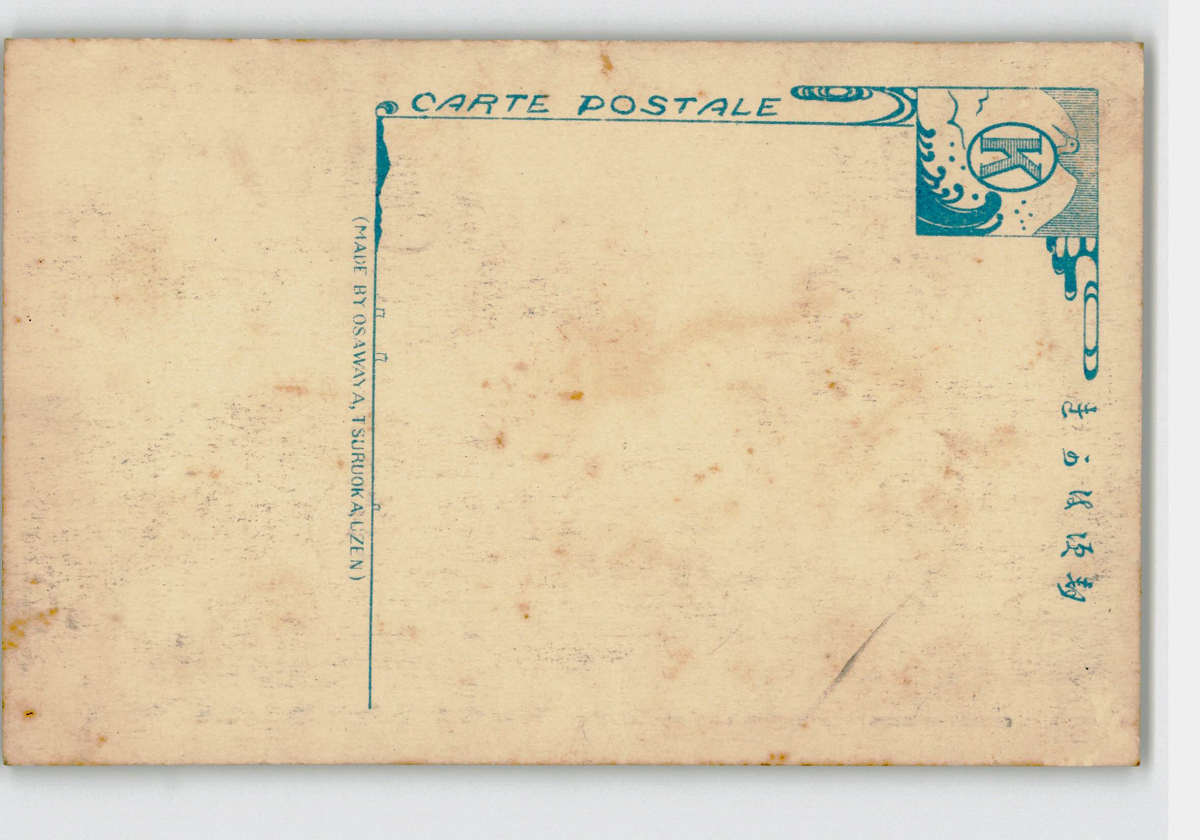 CARTE POSTALE
K
(MADE BY OSAWAYA, TSURUOKA, UZEN)
きかは便郵